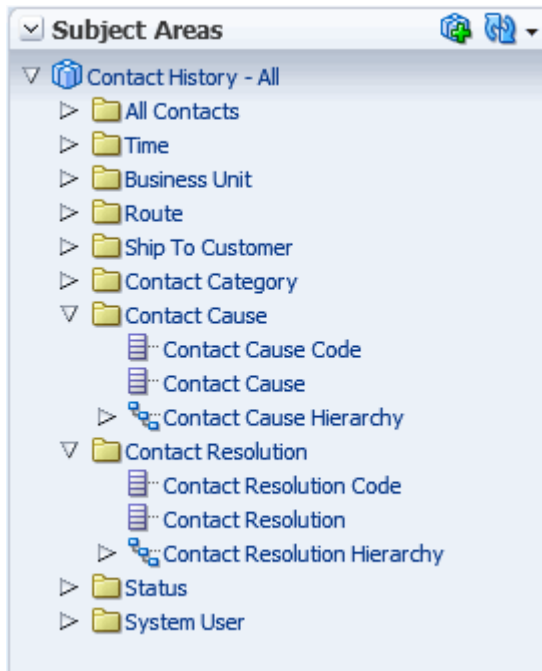 Subject Areas
Contact History - All
All Contacts
Time
Business Unit
Route
Ship To Customer
Contact Category
Contact Cause
Contact Cause Code
Contact Cause
Contact Cause Hierarchy
Contact Resolution
Contact Resolution Code
Contact Resolution
Contact Resolution Hierarchy
Status
System User